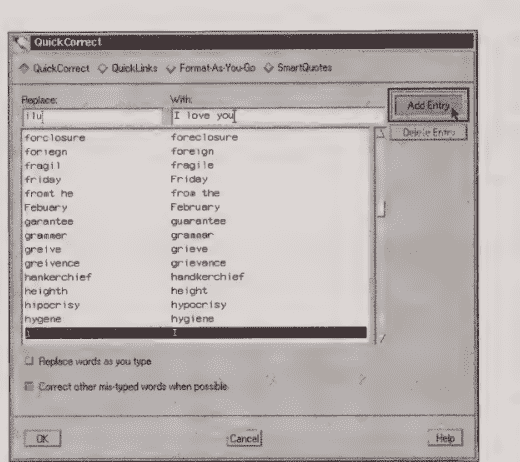 QuickCorrect
QuickCorrect QuickLinks Format-As-You-Go SmartQuotes
Replace: With:
ilu I love you Add Entry
Delete Entry
forclosure foreclosure
foriegn foreign
fragil fragile
friday Friday
fromt he from the
Febuary February
garantee guarantee
grammer grammar
greive grieve
greivence grievance
hankerchief handkerchief
heighth height
hipocrisy hypocrisy
hygene hygiene
i I
Replace words as you type
Correct other mis-typed words when possible
OK Cancel Help